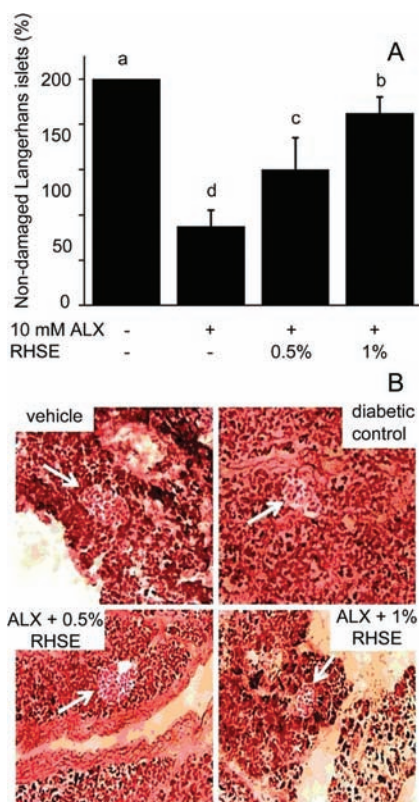 A
Non-damaged Langerhans islets (%)
200
150
100
50
0
a
d
c
b
10 mM ALX - + + +
RHSE - - 0.5% 1%
B
vehicle
diabetic
control
ALX + 0.5%
RHSE
ALX + 1%
RHSE